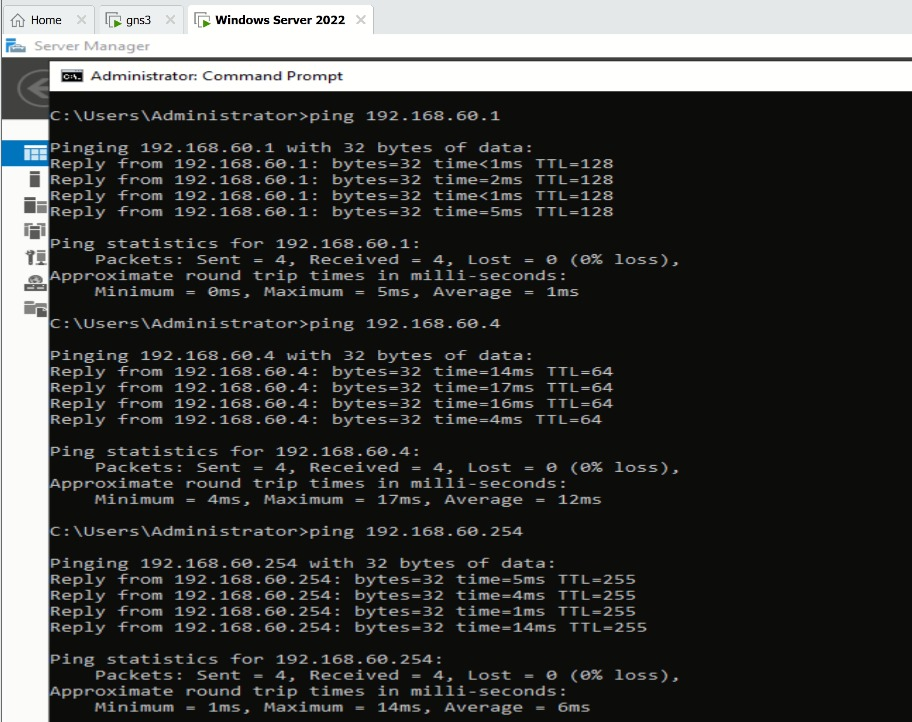 Home
gns3
Windows Server 2022
Server Manager
Administrator: Command Prompt
C:\Users\Administrator>ping 192.168.60.1
Pinging 192.168.60.1 with 32 bytes of data:
Reply from 192.168.60.1: bytes=32 time<1ms TTL=128
Reply from 192.168.60.1: bytes=32 time=2ms TTL=128
Reply from 192.168.60.1: bytes=32 time<1ms TTL=128
Reply from 192.168.60.1: bytes=32 time=5ms TTL=128
Ping statistics for 192.168.60.1:
    Packets: Sent = 4, Received = 4, Lost = 0 (0% loss),
Approximate round trip times in milli-seconds:
    Minimum = 0ms, Maximum = 5ms, Average = 1ms
C:\Users\Administrator>ping 192.168.60.4
Pinging 192.168.60.4 with 32 bytes of data:
Reply from 192.168.60.4: bytes=32 time=14ms TTL=64
Reply from 192.168.60.4: bytes=32 time=17ms TTL=64
Reply from 192.168.60.4: bytes=32 time=16ms TTL=64
Reply from 192.168.60.4: bytes=32 time=4ms TTL=64
Ping statistics for 192.168.60.4:
    Packets: Sent = 4, Received = 4, Lost = 0 (0% loss),
Approximate round trip times in milli-seconds:
    Minimum = 4ms, Maximum = 17ms, Average = 12ms
C:\Users\Administrator>ping 192.168.60.254
Pinging 192.168.60.254 with 32 bytes of data:
Reply from 192.168.60.254: bytes=32 time=5ms TTL=255
Reply from 192.168.60.254: bytes=32 time=4ms TTL=255
Reply from 192.168.60.254: bytes=32 time=1ms TTL=255
Reply from 192.168.60.254: bytes=32 time=14ms TTL=255
Ping statistics for 192.168.60.254:
    Packets: Sent = 4, Received = 4, Lost = 0 (0% loss),
Approximate round trip times in milli-seconds:
    Minimum = 1ms, Maximum = 14ms, Average = 6ms